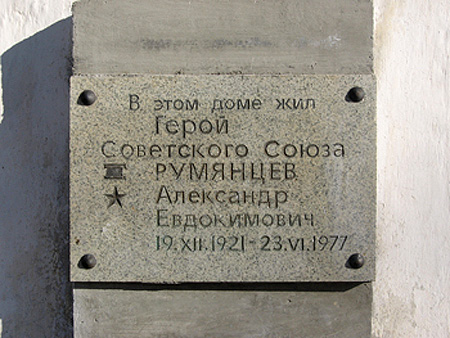 В этом доме жил
Герой
Советского Союза
РУМЯНЦЕВ
Александр
Евдокимович
19.XII.1921-23.VI.1977